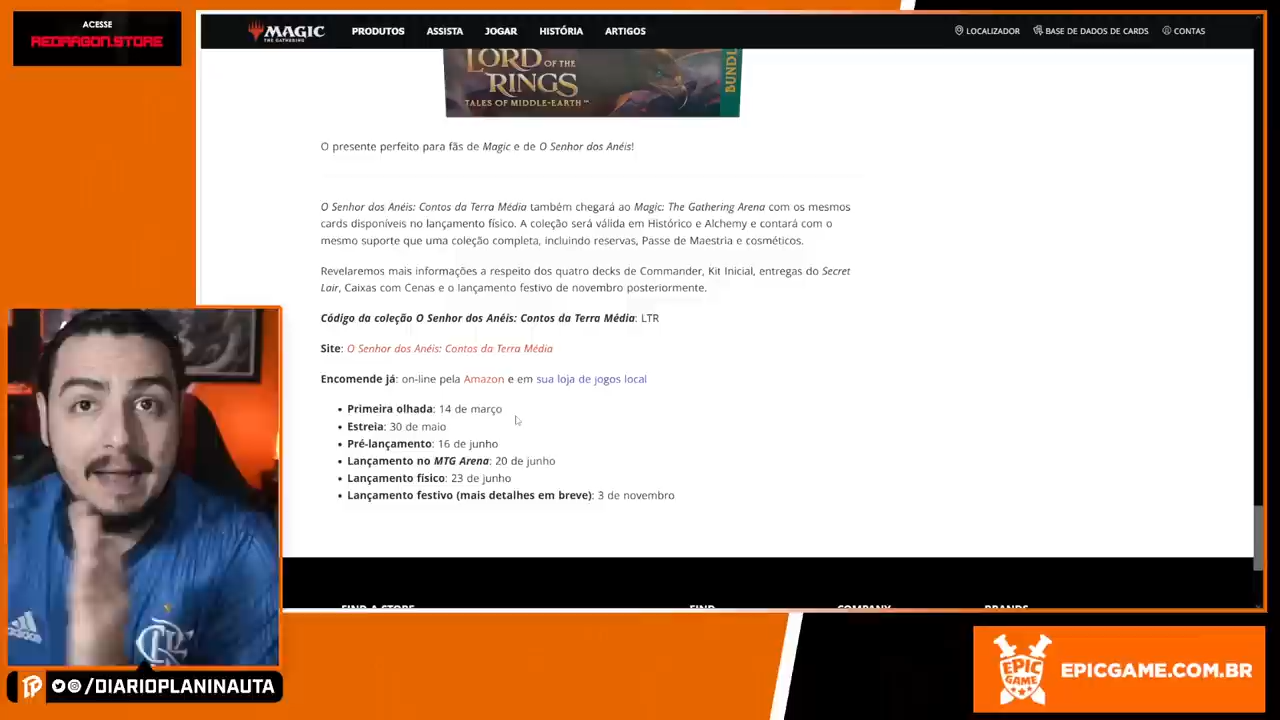 ACESSE
REDRAGON.STORE
MAGIC
THE GATHERING
PRODUTOS ASSISTA JOGAR HISTÓRIA ARTIGOS
LOCALIZADOR BASE DE DADOS DE CARDS CONTAS
LORD OF THE
RINGS
TALES OF MIDDLE-EARTH™
BUNDL
O presente perfeito para fãs de Magic e de O Senhor dos Anéis!
O Senhor dos Anéis: Contos da Terra Média também chegará ao Magic: The Gathering Arena com os mesmos
cards disponíveis no lançamento físico. A coleção será válida em Histórico e Alchemy e contará com o
mesmo suporte que uma coleção completa, incluindo reservas, Passe de Maestria e cosméticos.
Revelaremos mais informações a respeito dos quatro decks de Commander, Kit Inicial, entregas do Secret
Lair, Caixas com Cenas e o lançamento festivo de novembro posteriormente.
Código da coleção O Senhor dos Anéis: Contos da Terra Média: LTR
Site: O Senhor dos Anéis: Contos da Terra Média
Encomende já: on-line pela Amazon e em sua loja de jogos local
• Primeira olhada: 14 de março
• Estreia: 30 de maio
• Pré-lançamento: 16 de junho
• Lançamento no MTG Arena: 20 de junho
• Lançamento físico: 23 de junho
• Lançamento festivo (mais detalhes em breve): 3 de novembro
FIND A STORE FIND COMPANY BRANDS
adidas
CRF
/DIARIOPLANINAUTA
EPIC
GAME
EPICGAME.COM.BR